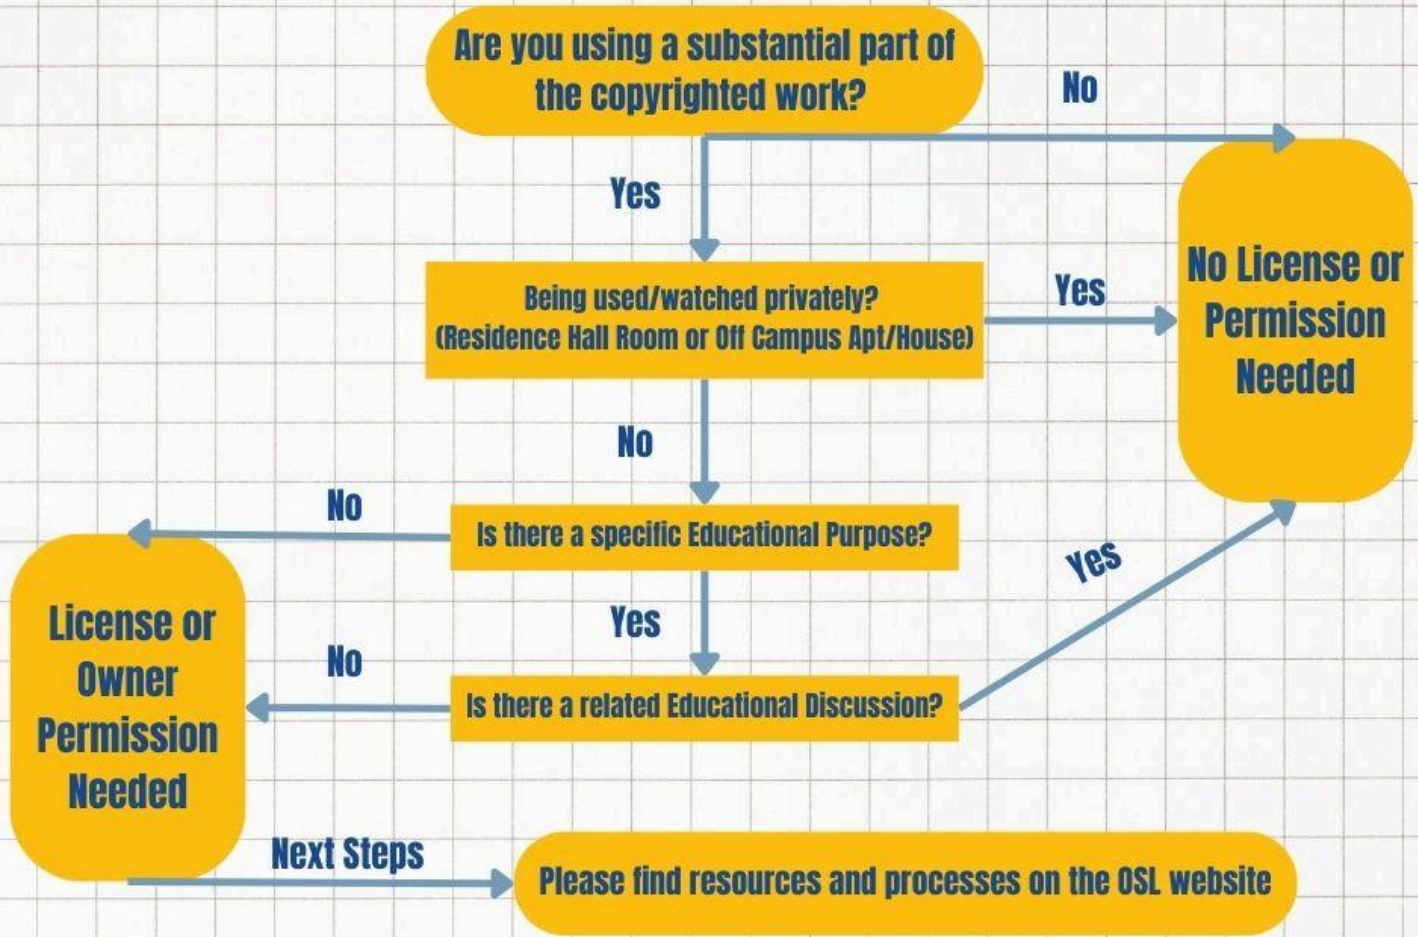 Are you using a substantial part of
the copyrighted work?
No
Yes
Being used/watched privately?
(Residence Hall Room or Off Campus Apt/House)
Yes
No License or
Permission
Needed
No
No
Is there a specific Educational Purpose?
Yes
Yes
License or
Owner
Permission
Needed
No
Is there a related Educational Discussion?
Next Steps
Please find resources and processes on the OSL website